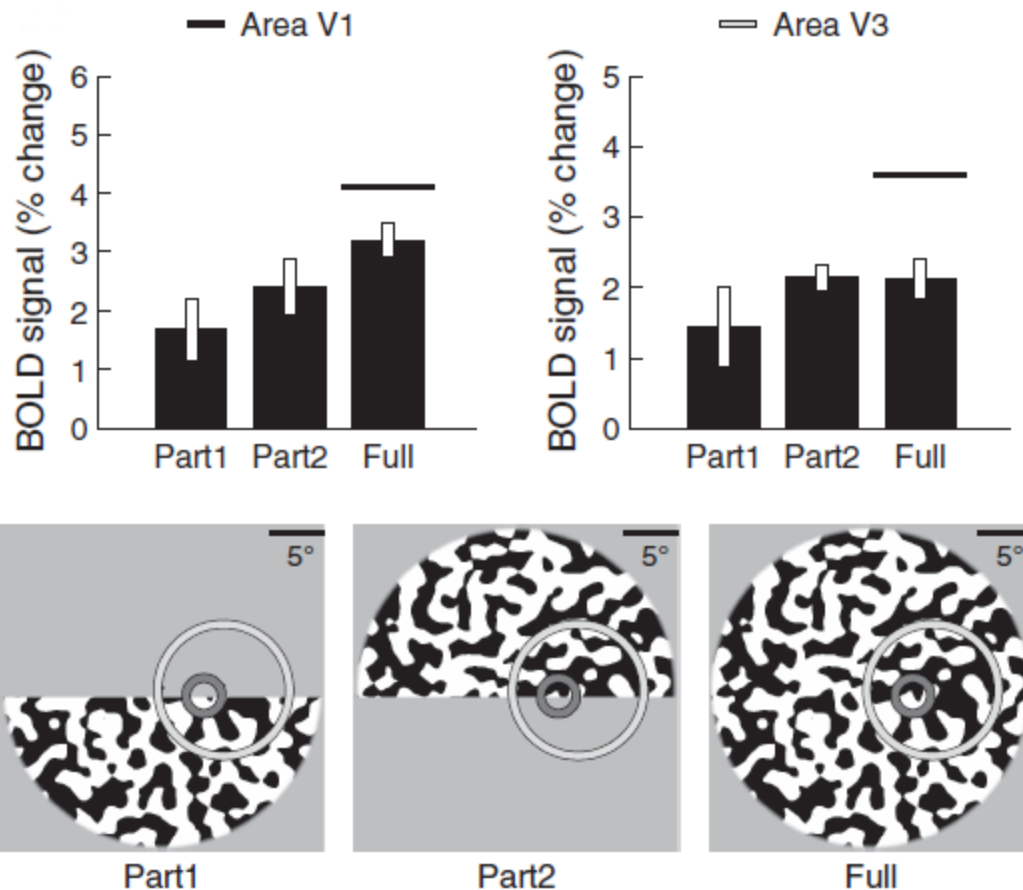 Area V1
Area V3
BOLD signal (% change)
6
5
4
3
2
1
0
Part1 Part2 Full
BOLD signal (% change)
5
4
3
2
1
0
Part1 Part2 Full
5°
5°
5°
Part1
Part2
Full